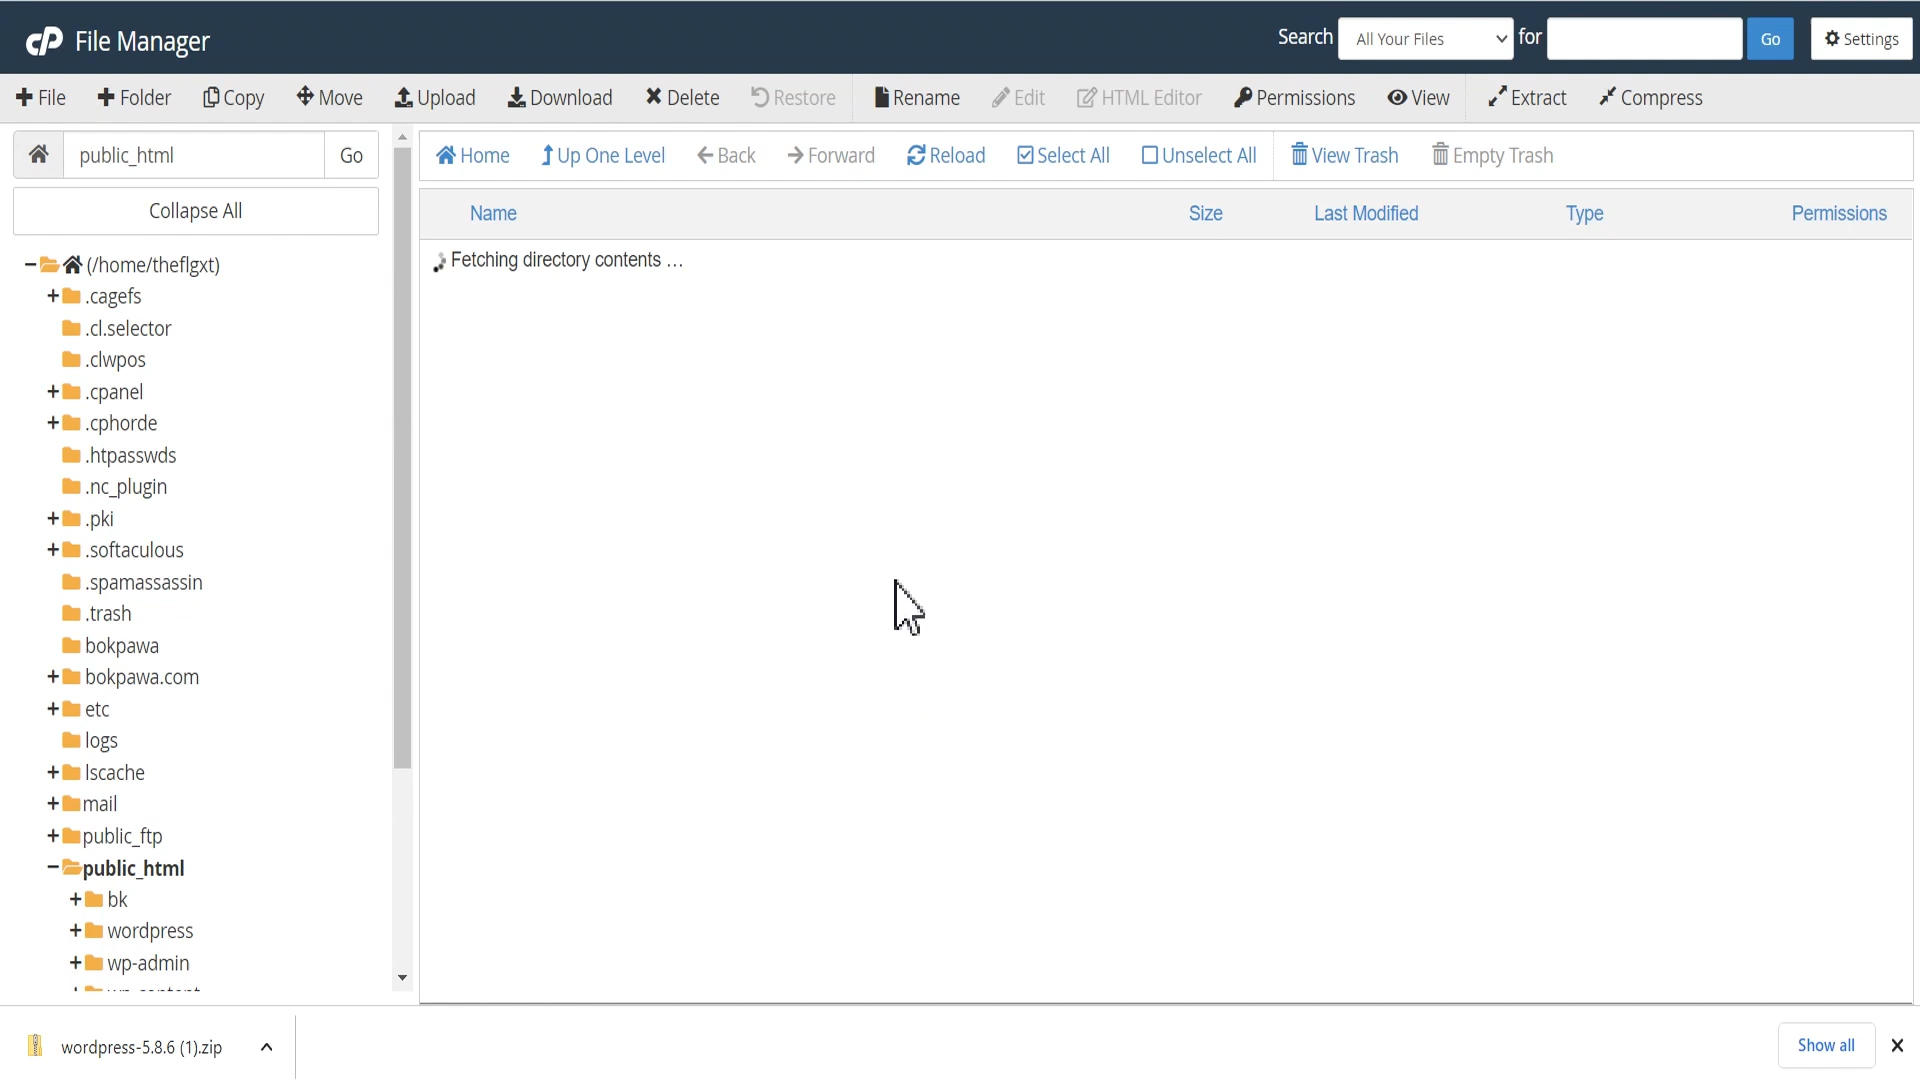 cP File Manager
Search All Your Files for Go Settings
File Folder Copy Move Upload Download Delete Restore Rename Edit HTML Editor Permissions View Extract Compress
public_html Go
Home Up One Level Back Forward Reload Select All Unselect All View Trash Empty Trash
Collapse All
Name Size Last Modified Type Permissions
Fetching directory contents ...
(/home/theflgxt)
.cagefs
.cl.selector
.clwpos
.cpanel
.cphorde
.htpasswds
.nc_plugin
.pki
.softaculous
.spamassassin
.trash
bokpawa
bokpawa.com
etc
logs
lscache
mail
public_ftp
public_html
bk
wordpress
wp-admin
wp-content
wordpress-5.8.6 (1).zip
Show all